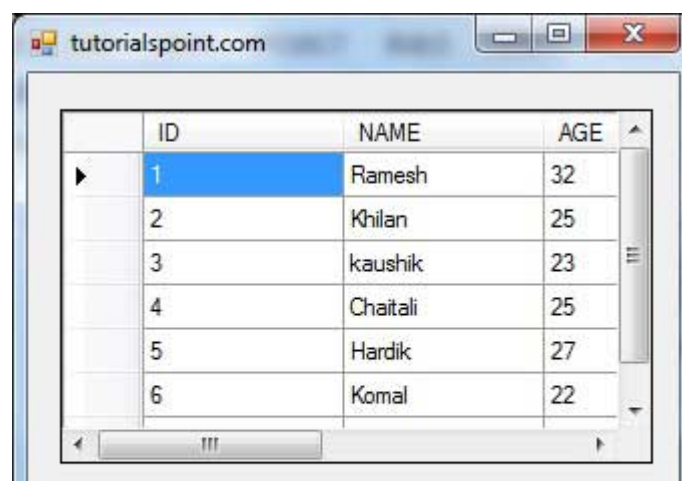 tutorialspoint.com
ID NAME AGE
1 Ramesh 32
2 Khilan 25
3 kaushik 23
4 Chaitali 25
5 Hardik 27
6 Komal 22